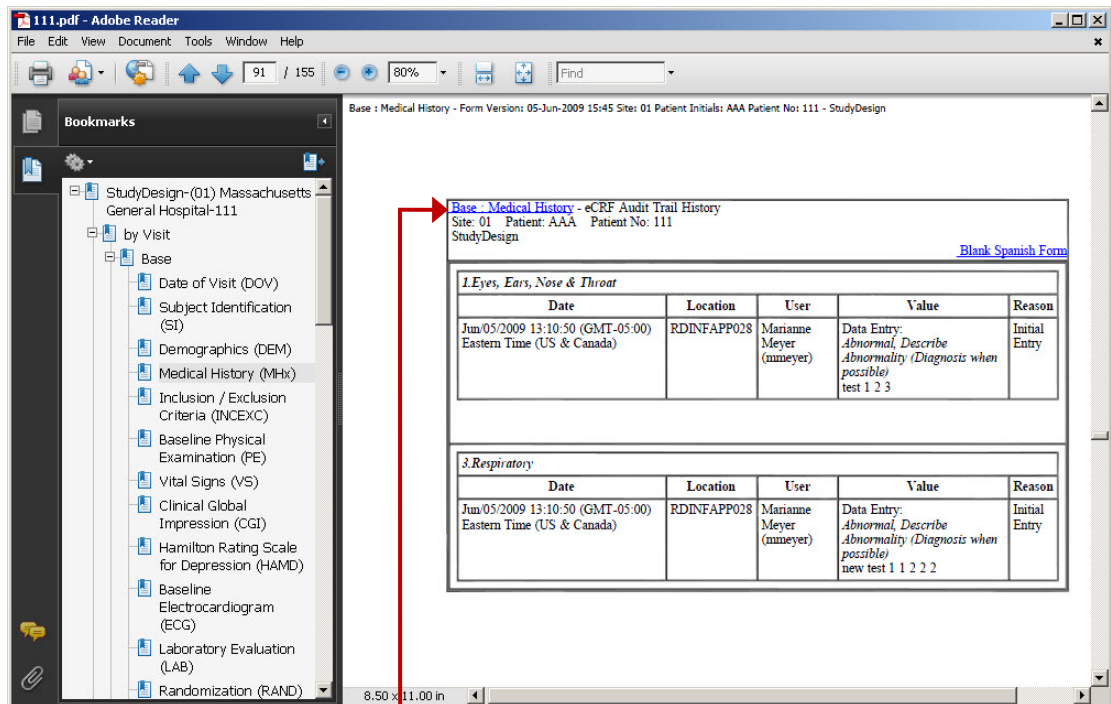 111.pdf - Adobe Reader
File Edit View Document Tools Window Help
91 / 155 80% Find
Bookmarks
StudyDesign-(01) Massachusetts
General Hospital-111
by Visit
Base
Date of Visit (DOV)
Subject Identification
(SI)
Demographics (DEM)
Medical History (MHx)
Inclusion / Exclusion
Criteria (INCEXC)
Baseline Physical
Examination (PE)
Vital Signs (VS)
Clinical Global
Impression (CGI)
Hamilton Rating Scale
for Depression (HAMD)
Baseline
Electrocardiogram
(ECG)
Laboratory Evaluation
(LAB)
Randomization (RAND)
Base : Medical History - Form Version: 05-Jun-2009 15:45 Site: 01 Patient Initials: AAA Patient No: 111 - StudyDesign
Base : Medical History - eCRF Audit Trail History
Site: 01 Patient: AAA Patient No: 111
StudyDesign
Blank Spanish Form
1.Eyes, Ears, Nose & Throat
Date Location User Value Reason
Jun/05/2009 13:10:50 (GMT-05:00) RDINFAPP028 Marianne Data Entry: Initial
Eastern Time (US & Canada) Meyer Abnormal, Describe Entry
(mmeyer) Abnormality (Diagnosis when
possible)
test 1 2 3
3.Respiratory
Date Location User Value Reason
Jun/05/2009 13:10:50 (GMT-05:00) RDINFAPP028 Marianne Data Entry: Initial
Eastern Time (US & Canada) Meyer Abnormal, Describe Entry
(mmeyer) Abnormality (Diagnosis when
possible)
new test 1 1 2 2 2
8.50 x 11.00 in